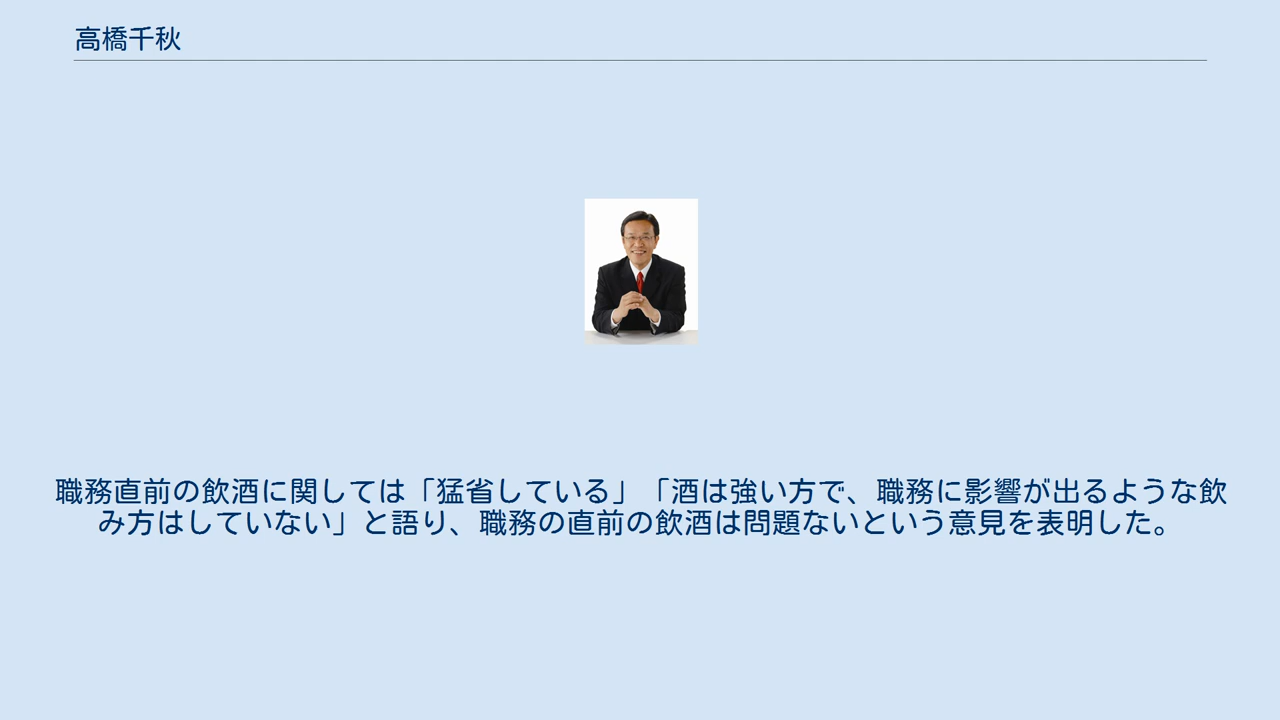 高橋千秋
職務直前の飲酒に関しては「猛省している」「酒は強い方で、職務に影響が出るような飲
み方はしていない」と語り、職務の直前の飲酒は問題ないという意見を表明した。